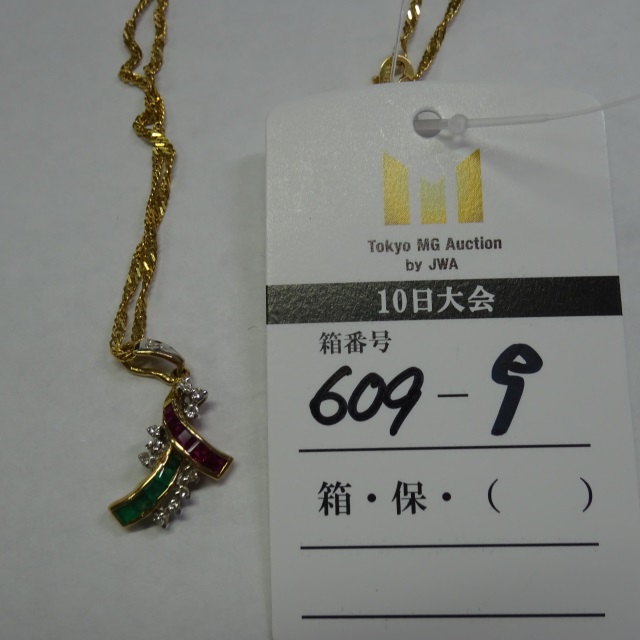 Tokyo MG Auction
by JWA
10日大会
箱番号
609-9
箱・保・(　　)